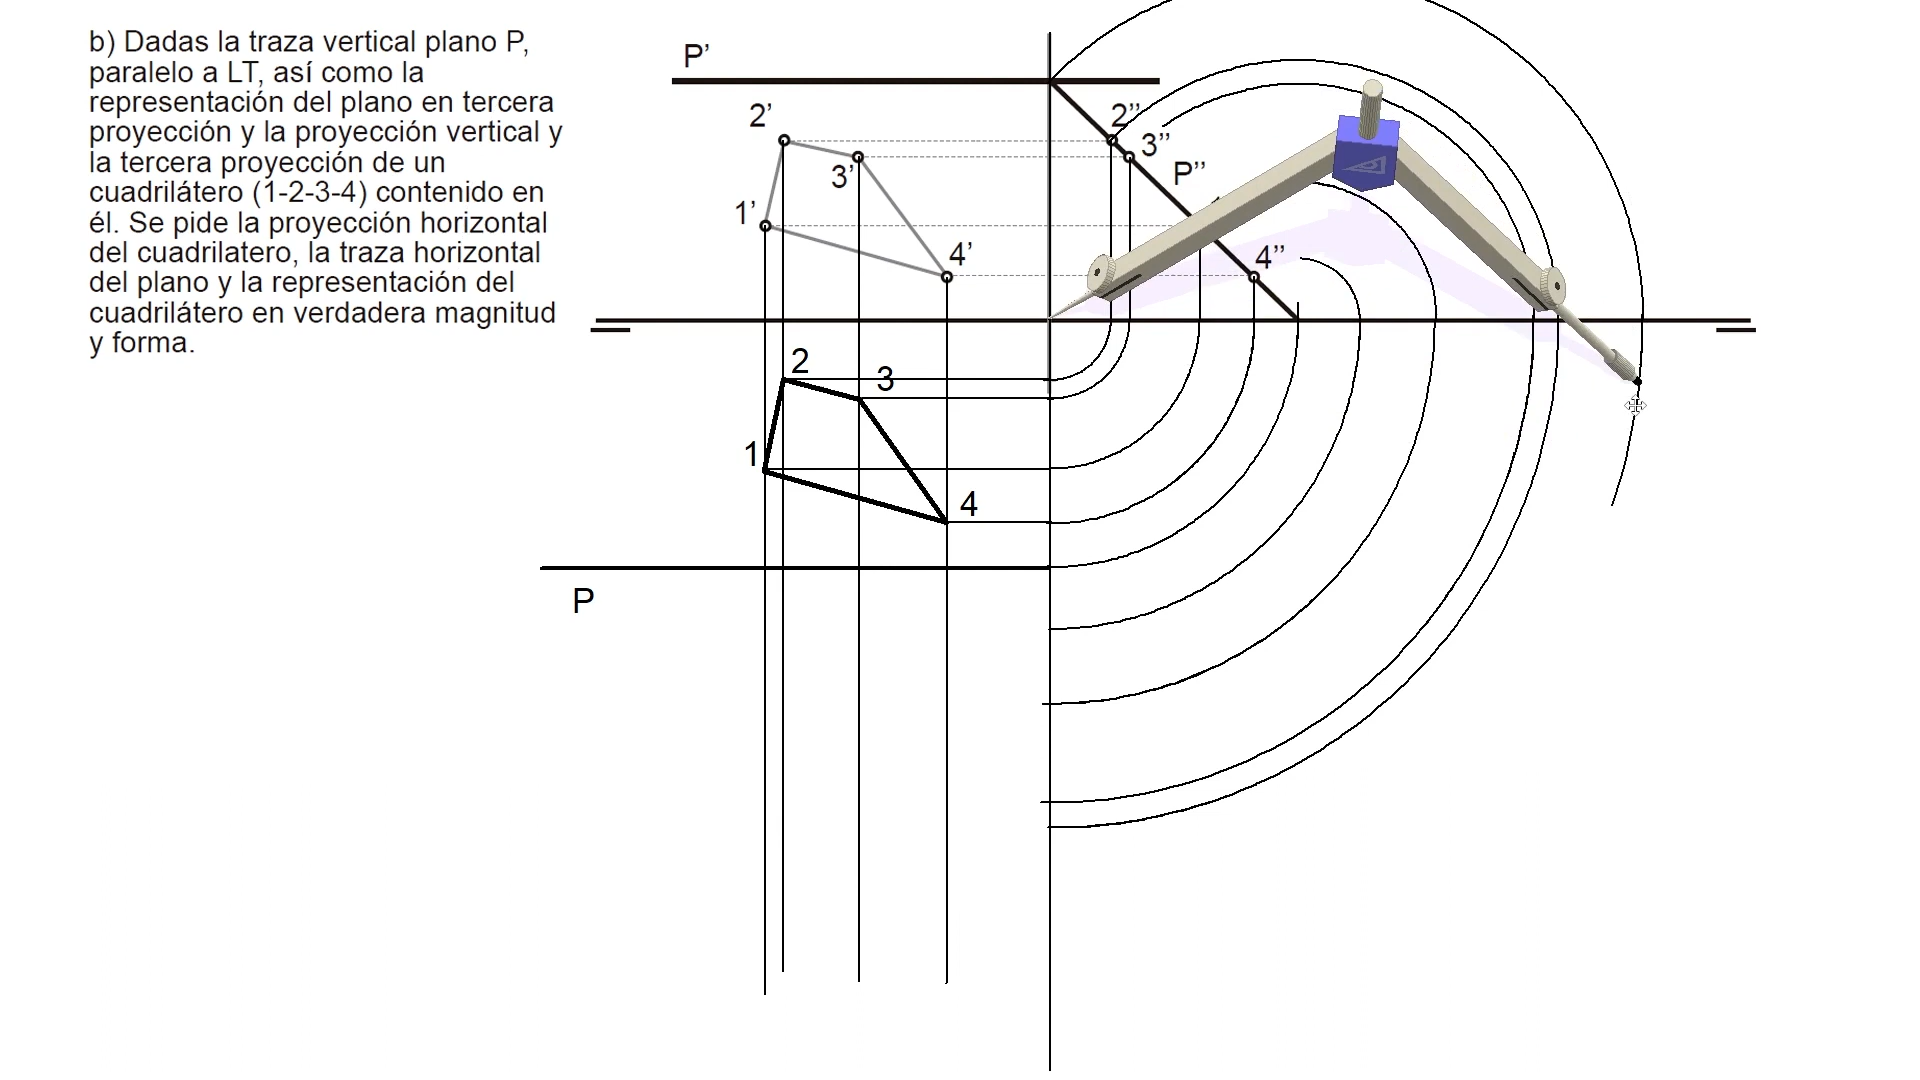 b) Dadas la traza vertical plano P,
paralelo a LT, así como la
representación del plano en tercera
proyección y la proyección vertical y
la tercera proyección de un
cuadrilátero (1-2-3-4) contenido en
él. Se pide la proyección horizontal
del cuadrilatero, la traza horizontal
del plano y la representación del
cuadrilátero en verdadera magnitud
y forma.
P’
2’
2’’
3’’
3’
P’’
1’
4’
4’’
2
3
1
4
P